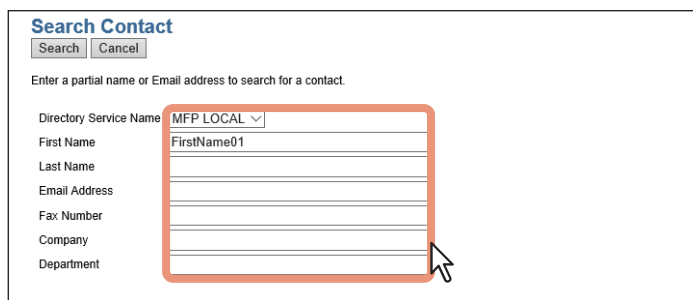 Search Contact
Search Cancel
Enter a partial name or Email address to search for a contact.
Directory Service Name MFP LOCAL
First Name FirstName01
Last Name
Email Address
Fax Number
Company
Department